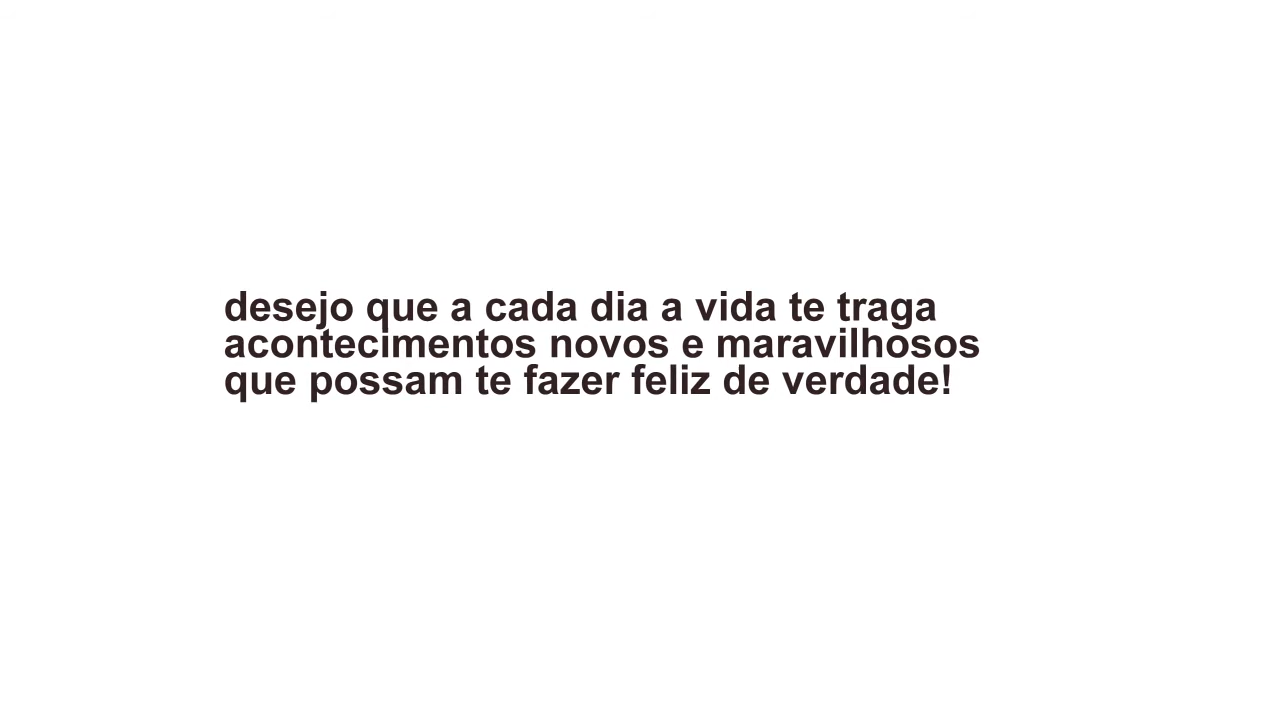 desejo que a cada dia a vida te traga
acontecimentos novos e maravilhosos
que possam te fazer feliz de verdade!